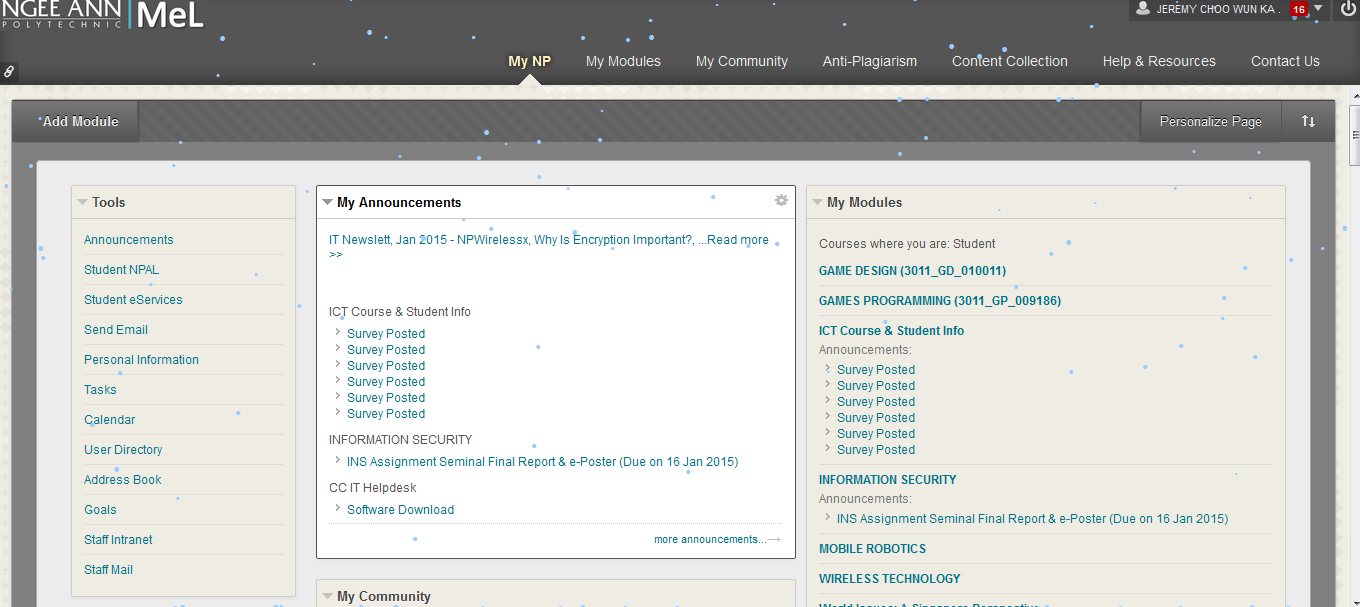 NGEE ANN
POLYTECHNIC
MeL
JEREMY CHOO WUN KA .
16
My NP
My Modules
My Community
Anti-Plagiarism
Content Collection
Help & Resources
Contact Us
Add Module
Personalize Page
Tools
Announcements
Student NPAL
Student eServices
Send Email
Personal Information
Tasks
Calendar
User Directory
Address Book
Goals
Staff Intranet
Staff Mail
My Announcements
IT Newslett, Jan 2015 - NPWirelessx, Why Is Encryption Important?, ...Read more
>>
ICT Course & Student Info
Survey Posted
Survey Posted
Survey Posted
Survey Posted
Survey Posted
Survey Posted
INFORMATION SECURITY
INS Assignment Seminal Final Report & e-Poster (Due on 16 Jan 2015)
CC IT Helpdesk
Software Download
more announcements...→
My Community
My Modules
Courses where you are: Student
GAME DESIGN (3011_GD_010011)
GAMES PROGRAMMING (3011_GP_009186)
ICT Course & Student Info
Announcements:
Survey Posted
Survey Posted
Survey Posted
Survey Posted
Survey Posted
Survey Posted
INFORMATION SECURITY
Announcements:
INS Assignment Seminal Final Report & e-Poster (Due on 16 Jan 2015)
MOBILE ROBOTICS
WIRELESS TECHNOLOGY
World Issues: A Singapore Perspective